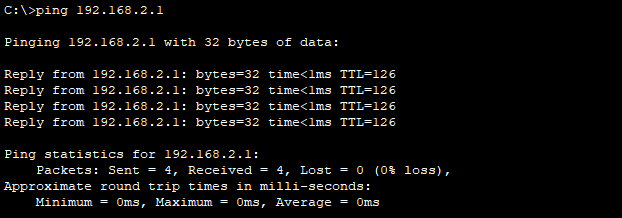 C:\>ping 192.168.2.1
Pinging 192.168.2.1 with 32 bytes of data:
Reply from 192.168.2.1: bytes=32 time<1ms TTL=126
Reply from 192.168.2.1: bytes=32 time<1ms TTL=126
Reply from 192.168.2.1: bytes=32 time<1ms TTL=126
Reply from 192.168.2.1: bytes=32 time<1ms TTL=126
Ping statistics for 192.168.2.1:
    Packets: Sent = 4, Received = 4, Lost = 0 (0% loss),
Approximate round trip times in milli-seconds:
    Minimum = 0ms, Maximum = 0ms, Average = 0ms